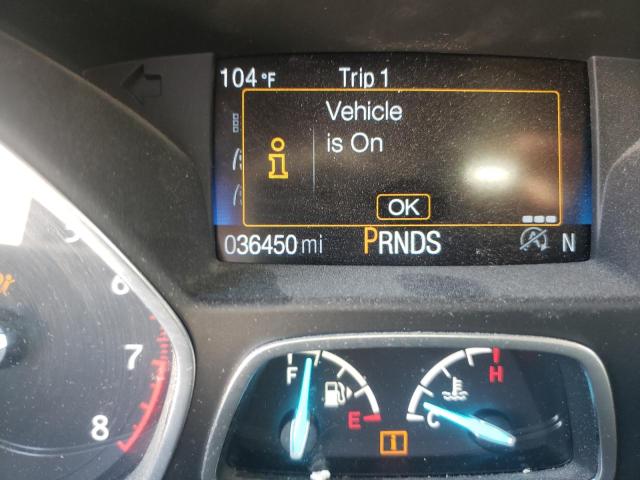 104 °F Trip 1
Vehicle
is On
i
OK
036450 mi PRNDS A N
5
6
7
8
F
E
H
C
i